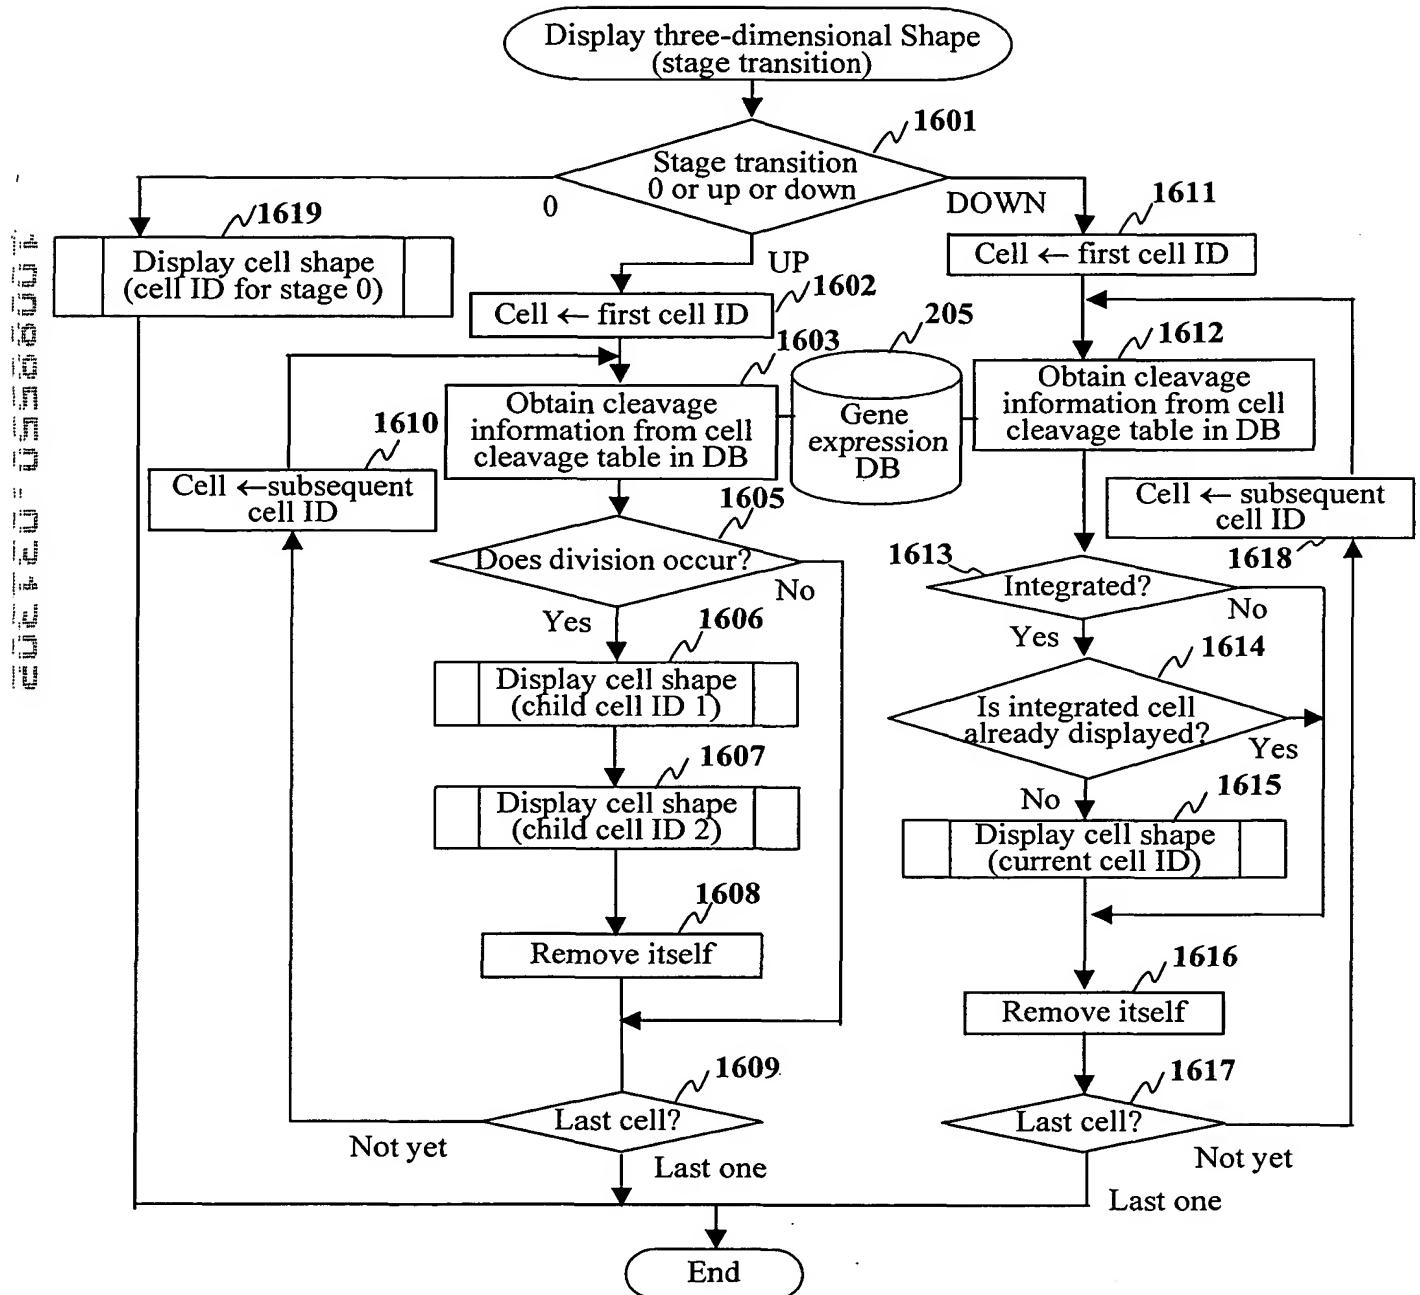 Display three-dimensional Shape
(stage transition)
1601
Stage transition
0 or up or down
0
DOWN
UP
1619
Display cell shape
(cell ID for stage 0)
1611
Cell ← first cell ID
1602
Cell ← first cell ID
1603
205
1612
Obtain cleavage
information from cell
cleavage table in DB
Gene
expression
DB
Obtain cleavage
information from cell
cleavage table in DB
1610
Cell ←subsequent
cell ID
1605
Does division occur?
No
Yes
Cell ← subsequent
cell ID
1618
1613
Integrated?
No
Yes
1606
Display cell shape
(child cell ID 1)
1614
Is integrated cell
already displayed?
Yes
No
1607
Display cell shape
(child cell ID 2)
1615
Display cell shape
(current cell ID)
1608
Remove itself
1616
Remove itself
1609
Last cell?
Not yet
Last one
1617
Last cell?
Not yet
Last one
End